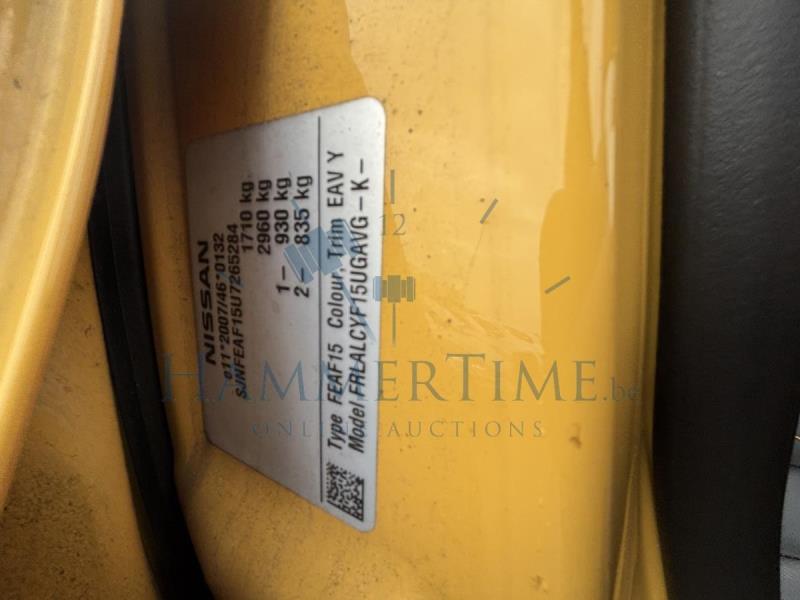 NISSAN
e11*2007/46*0132
SJNFEAF15U7265284
1710 kg
2960 kg
1- 930 kg
2- 835 kg
Type FEAF15 Colour, Trim EAV Y
Model FRLALCYF15UGAVG-K-
12
HAMMERTIME.be
ONLINE AUCTIONS